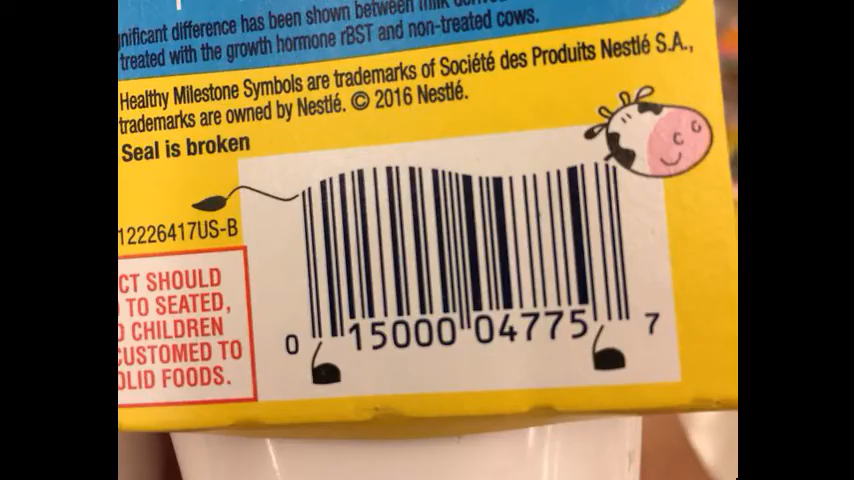 nificant difference has been shown between milk
treated with the growth hormone rBST and non-treated cows.
Healthy Milestone Symbols are trademarks of Société des Produits Nestlé S.A.,
trademarks are owned by Nestlé. © 2016 Nestlé.
Seal is broken
12226417US-B
CT SHOULD
TO SEATED,
CHILDREN
CUSTOMED TO
OLID FOODS.
0 15000 04775 7